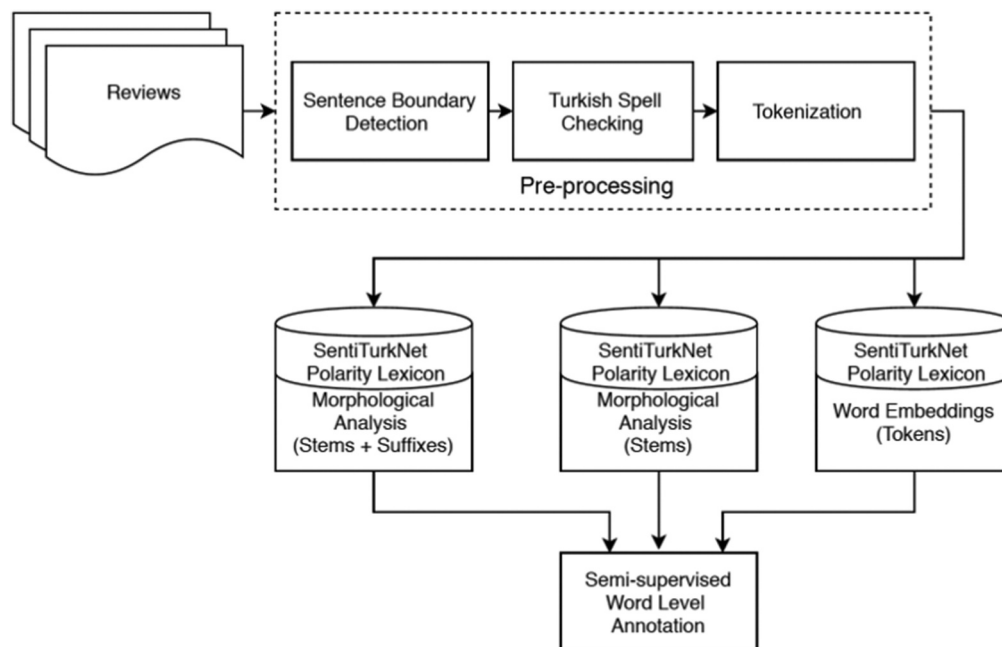 Reviews
Sentence Boundary
Detection
Turkish Spell
Checking
Tokenization
Pre-processing
SentiTurkNet
Polarity Lexicon
Morphological
Analysis
(Stems + Suffixes)
SentiTurkNet
Polarity Lexicon
Morphological
Analysis
(Stems)
SentiTurkNet
Polarity Lexicon
Word Embeddings
(Tokens)
Semi-supervised
Word Level
Annotation